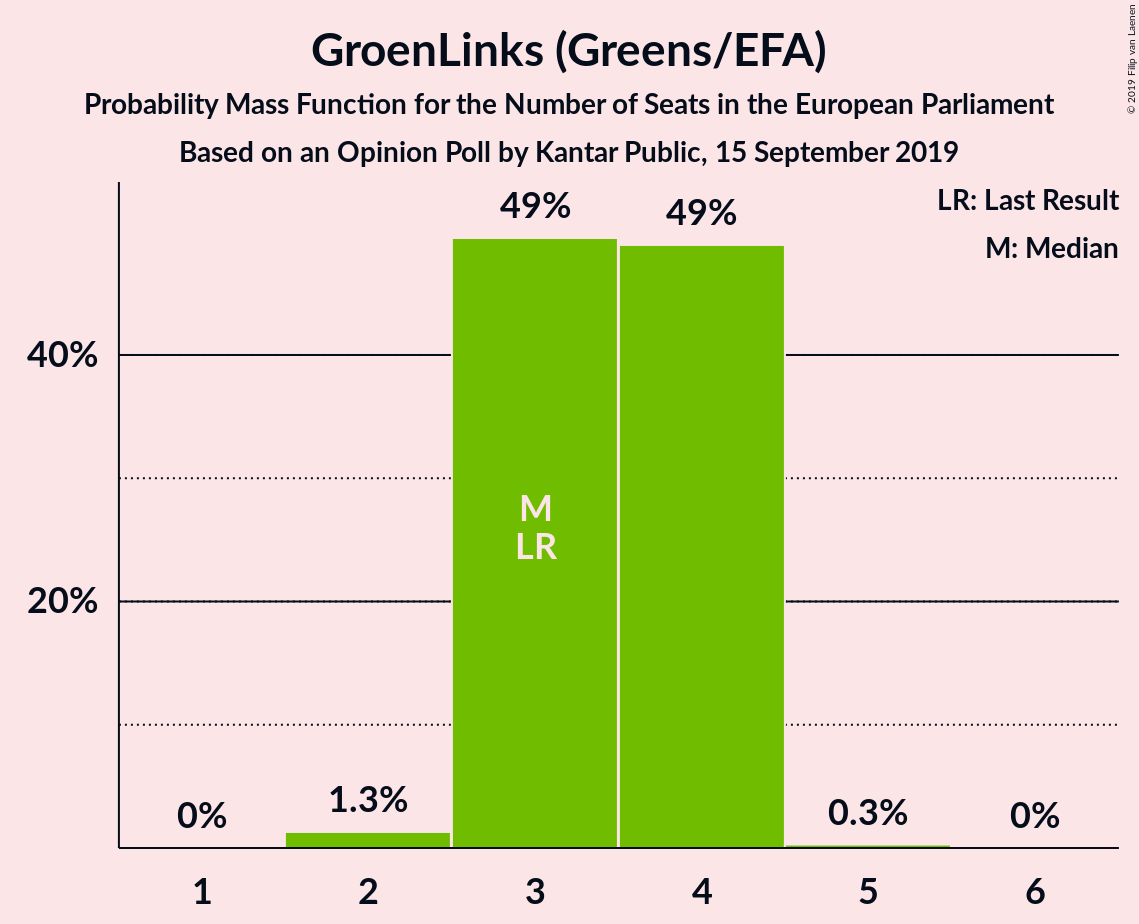 GroenLinks (Greens/EFA)
Probability Mass Function for the Number of Seats in the European Parliament
Based on an Opinion Poll by Kantar Public, 15 September 2019
© 2019 Filip van Laenen
LR: Last Result
M: Median
49%
49%
40%
M
LR
20%
0%
1.3%
0.3%
0%
1
2
3
4
5
6